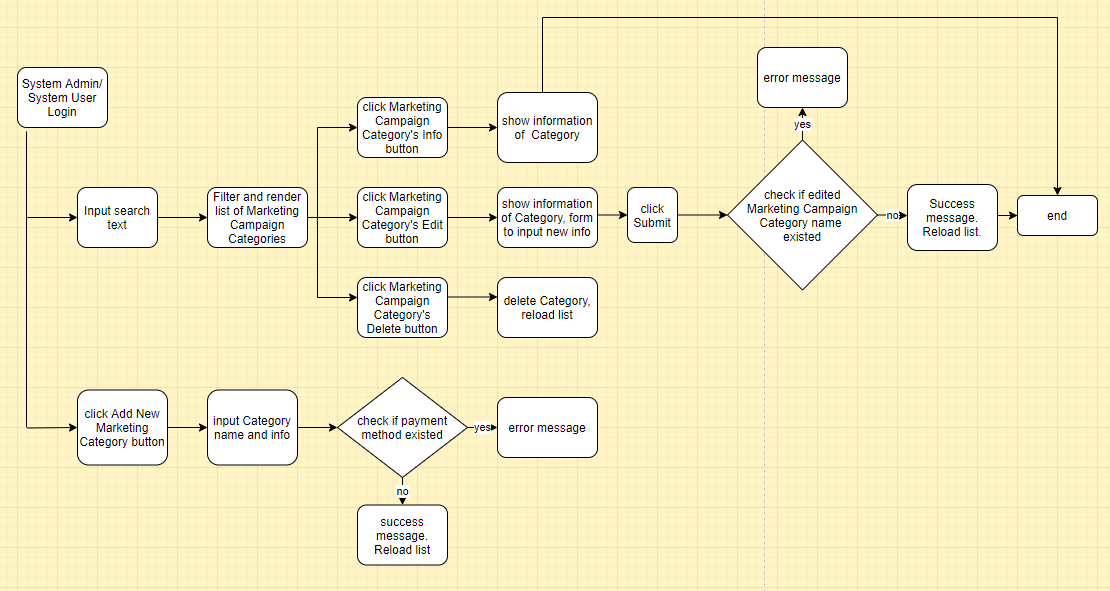 System Admin/
System User
Login
Input search
text
Filter and render
list of Marketing
Campaign
Categories
click Marketing
Campaign
Category's Info
button
show information
of Category
click Marketing
Campaign
Category's Edit
button
show information
of Category, form
to input new info
click
Submit
check if edited
Marketing Campaign
Category name
existed
yes
error message
no
Success
message.
Reload list.
end
click Marketing
Campaign
Category's
Delete button
delete Category,
reload list
click Add New
Marketing
Category button
input Category
name and info
check if payment
method existed
yes
error message
no
success
message.
Reload list